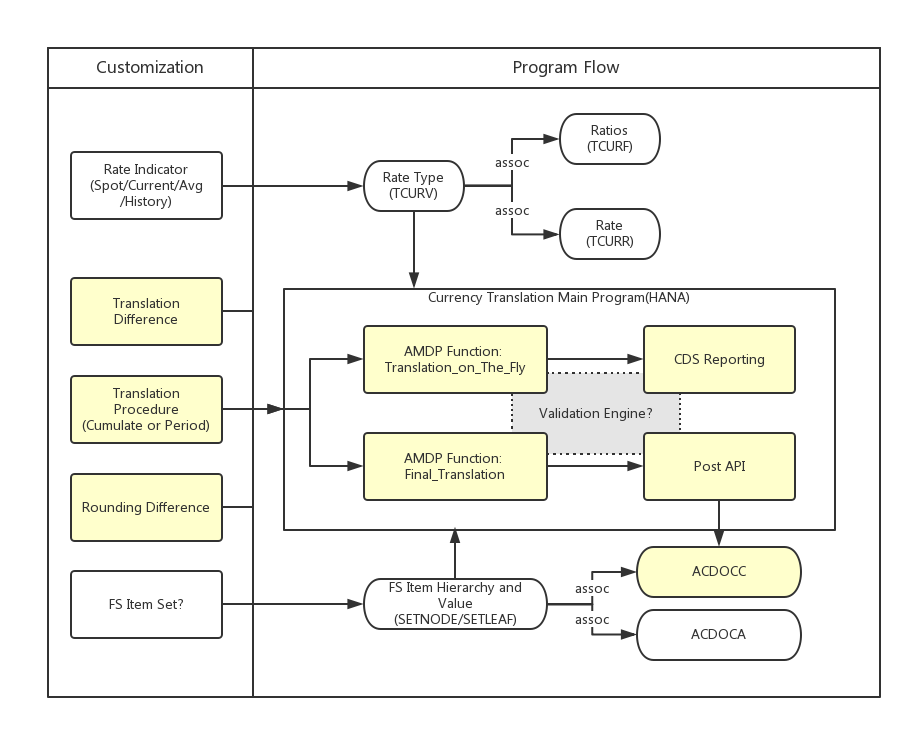 Customization
Program Flow
Rate Indicator
(Spot/Current/Avg
/History)
Rate Type
(TCURV)
assoc
assoc
Ratios
(TCURF)
Rate
(TCURR)
Translation
Difference
Translation
Procedure
(Cumulate or Period)
Rounding Difference
FS Item Set?
Currency Translation Main Program(HANA)
AMDP Function:
Translation_on_The_Fly
CDS Reporting
Validation Engine?
AMDP Function:
Final_Translation
Post API
FS Item Hierarchy and
Value
(SETNODE/SETLEAF)
assoc
assoc
ACDOCC
ACDOCA